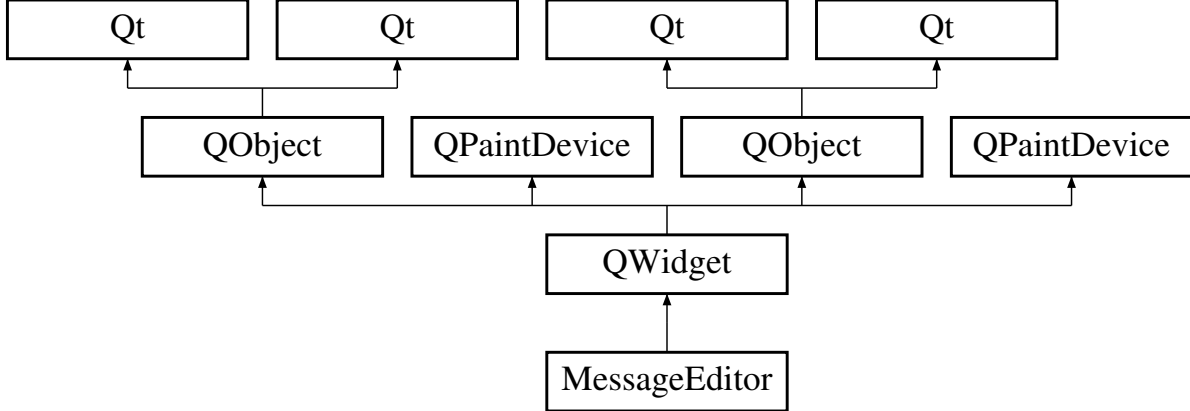 Qt
Qt
Qt
Qt
QObject
QPaintDevice
QObject
QPaintDevice
QWidget
MessageEditor